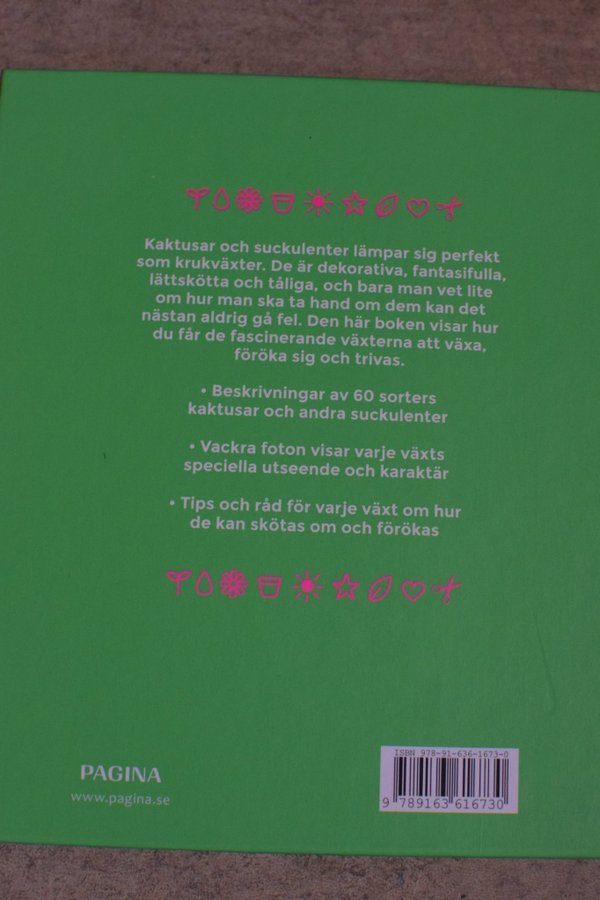 Kaktusar och suckulenter lämpar sig perfekt
som krukväxter. De är dekorativa, fantasifulla,
lättskötta och tåliga, och bara man vet lite
om hur man ska ta hand om dem kan det
nästan aldrig gå fel. Den här boken visar hur
du får de fascinerande växterna att växa,
föröka sig och trivas.
• Beskrivningar av 60 sorters
kaktusar och andra suckulenter
• Vackra foton visar varje växts
speciella utseende och karaktär
• Tips och råd för varje växt om hur
de kan skötas om och förökas
PAGINA
www.pagina.se
ISBN 978-91-636-1673-0
9 789163 616730